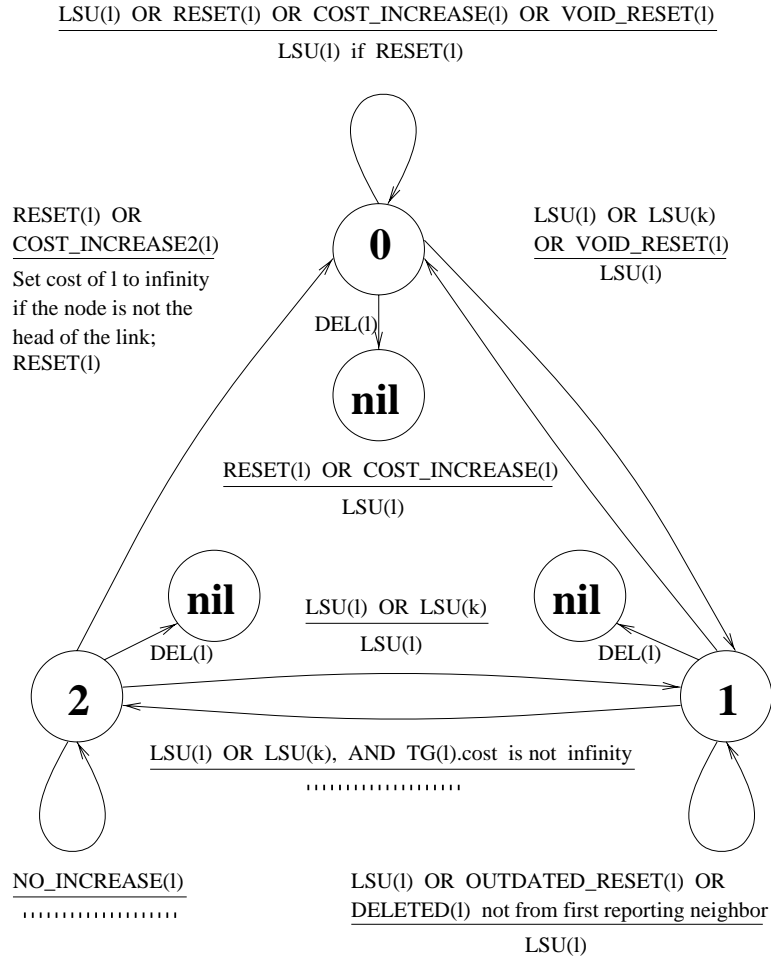 LSU(l) OR RESET(l) OR COST_INCREASE(l) OR VOID_RESET(l)
LSU(l) if RESET(l)
RESET(l) OR
COST_INCREASE2(l)
Set cost of l to infinity
if the node is not the
head of the link;
RESET(l)
0
LSU(l) OR LSU(k)
OR VOID_RESET(l)
LSU(l)
DEL(l)
nil
RESET(l) OR COST_INCREASE(l)
LSU(l)
nil
DEL(l)
LSU(l) OR LSU(k)
LSU(l)
nil
DEL(l)
2
1
LSU(l) OR LSU(k), AND TG(l).cost is not infinity
NO_INCREASE(l)
LSU(l) OR OUTDATED_RESET(l) OR
DELETED(l) not from first reporting neighbor
LSU(l)